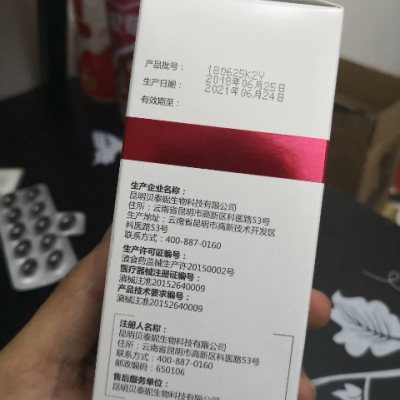 产品批号：
18D625K2Y
生产日期：
2018年06月25日
2021年06月24日
有效期至：
生产企业名称：
昆明贝泰妮生物科技有限公司
住所：云南省昆明市高新区科医路53号
生产地址：云南省昆明市高新技术开发区
科医路53号
联系方式：400-887-0160
生产许可证编号：
滇食药监械生产许20150002号
医疗器械注册证编号：
滇械注准20152640009
产品技术要求编号：
滇械注准20152640009
注册人名称：
昆明贝泰妮生物科技有限公司
住所：云南省昆明市高新区科医路53号
联系方式：400-887-0160
邮政编码：650106
售后服务单位：
昆明贝泰妮生物科技有限公司